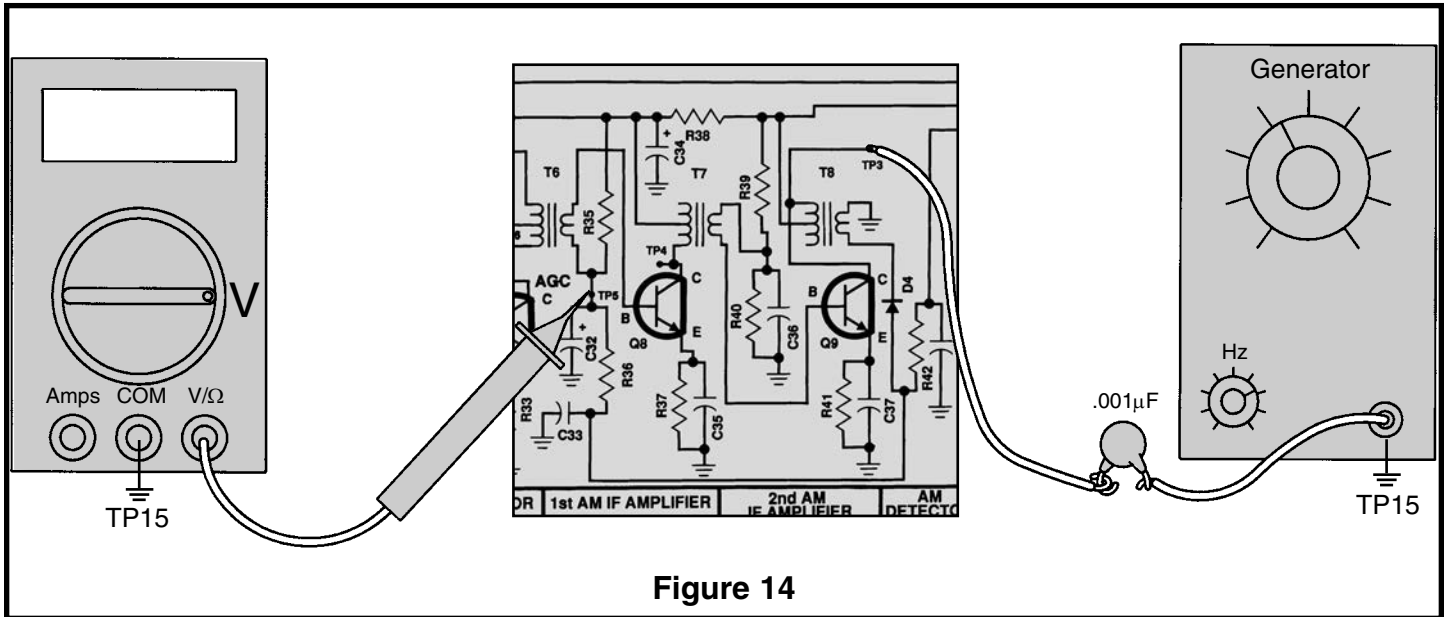 Generator
V
Amps COM V/Ω
TP15
Hz
.001µF
TP15
R38
C34
T6
R35
T7
R39
T8
TP3
TP4
AGC
C
TP5
C
B
E
Q8
C32
R36
R33
C33
R37
C35
R40
C36
B
C
E
Q9
D4
R41
C37
R42
OR
1st AM IF AMPLIFIER
2nd AM
IF AMPLIFIER
AM
DETECTO
Figure 14